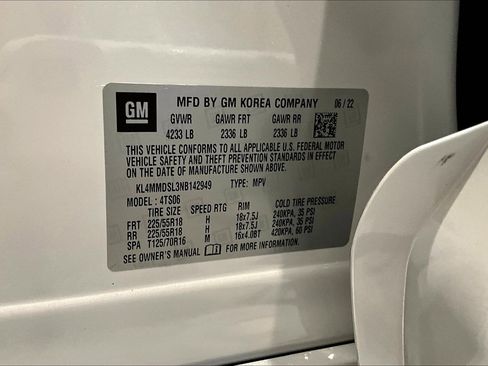 GM
MFD BY GM KOREA COMPANY 06 / 22
GVWR GAWR FRT GAWR RR
4233 LB 2336 LB 2336 LB
THIS VEHICLE CONFORMS TO ALL APPLICABLE U.S. FEDERAL MOTOR
VEHICLE SAFETY AND THEFT PREVENTION STANDARDS IN EFFECT
ON THE DATE OF MANUFACTURE SHOWN ABOVE.
KL4MMDSL3NB142949 TYPE: MPV
MODEL : 4TS06
TIRE SIZE SPEED RTG RIM COLD TIRE PRESSURE
FRT 225/55R18 H 18x7.5J 240KPA, 35 PSI
RR 225/55R18 H 18x7.5J 240KPA, 35 PSI
SPA T125/70R16 M 16x4.0BT 420KPA, 60 PSI
SEE OWNER'S MANUAL FOR MORE INFORMATION.